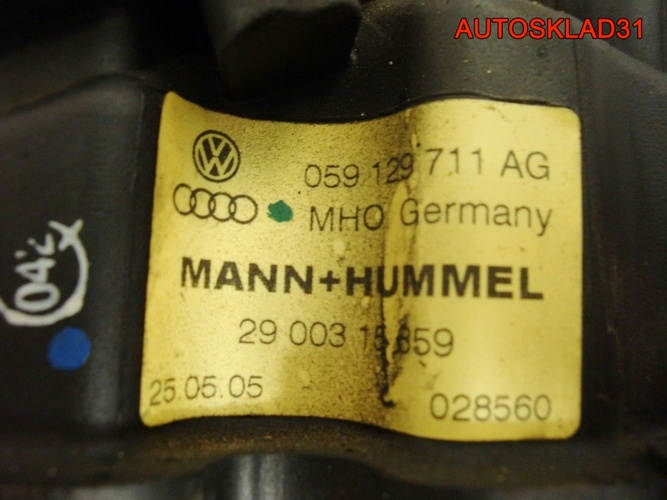 AUTOSKLAD31
059 129 711 AG
MHO Germany
MANN+HUMMEL
29 003 15 859
25.05.05
028560